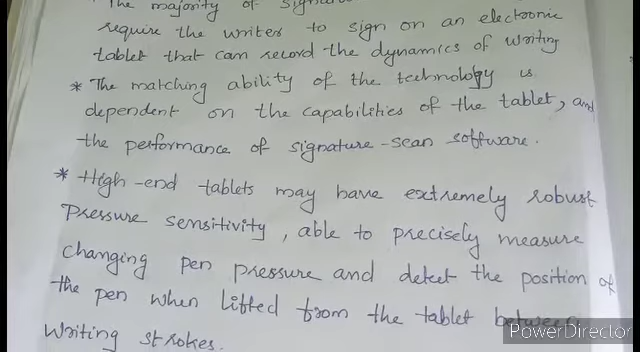 The majority of
require the writer to sign on an electronic
tablet that can record the dynamics of writing
* The matching ability of the technology is
dependent on the capabilities of the tablet, and
the performance of signature-scan software.
* High-end tablets may have extremely robust
Pressure sensitivity, able to precisely measure
changing pen pressure and detect the position of
the pen when lifted from the tablet between
writing strokes.
PowerDirector